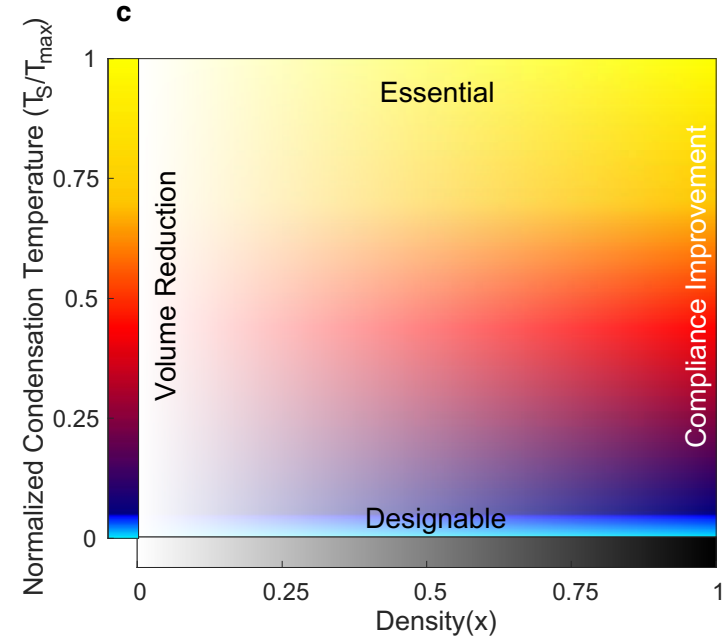 c
Normalized Condensation Temperature (T_S/T_max)
1
0.75
0.5
0.25
0
Essential
Volume Reduction
Compliance Improvement
Designable
0
0.25
0.5
0.75
1
Density(x)